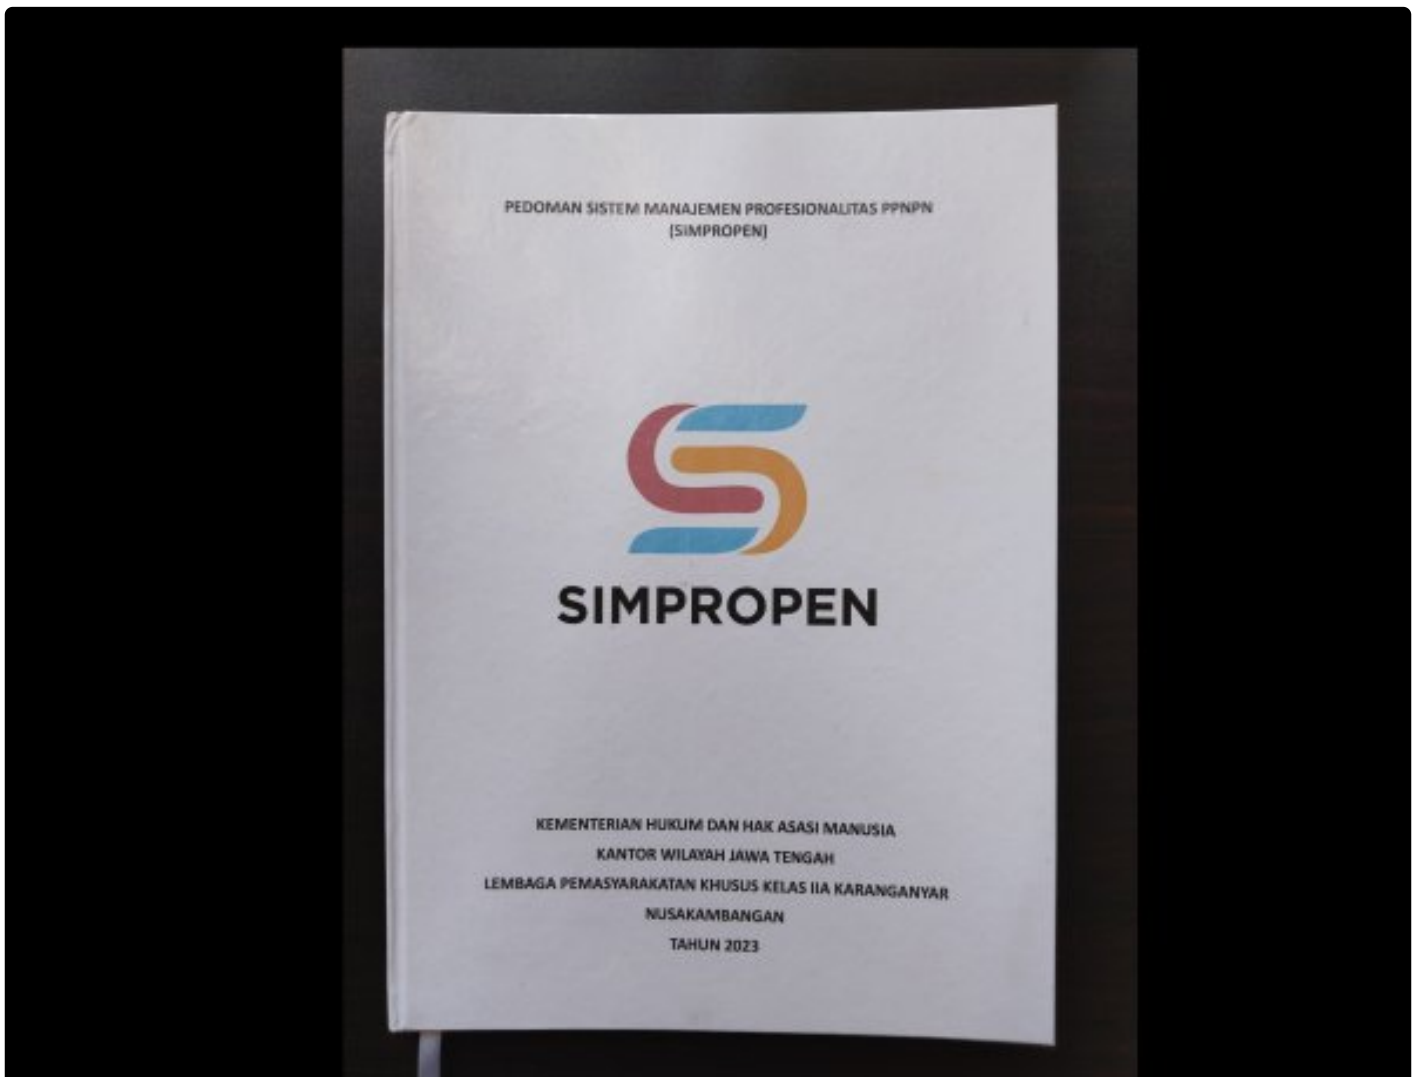 PEDOMAN SISTEM MANAJEMEN PROFESIONALITAS PPNPN
(SIMPROPEN)
SIMPROPEN
KEMENTERIAN HUKUM DAN HAK ASASI MANUSIA
KANTOR WILAYAH JAWA TENGAH
LEMBAGA PEMASYARAKATAN KHUSUS KELAS IIA KARANGANYAR
NUSAKAMBANGAN
TAHUN 2023